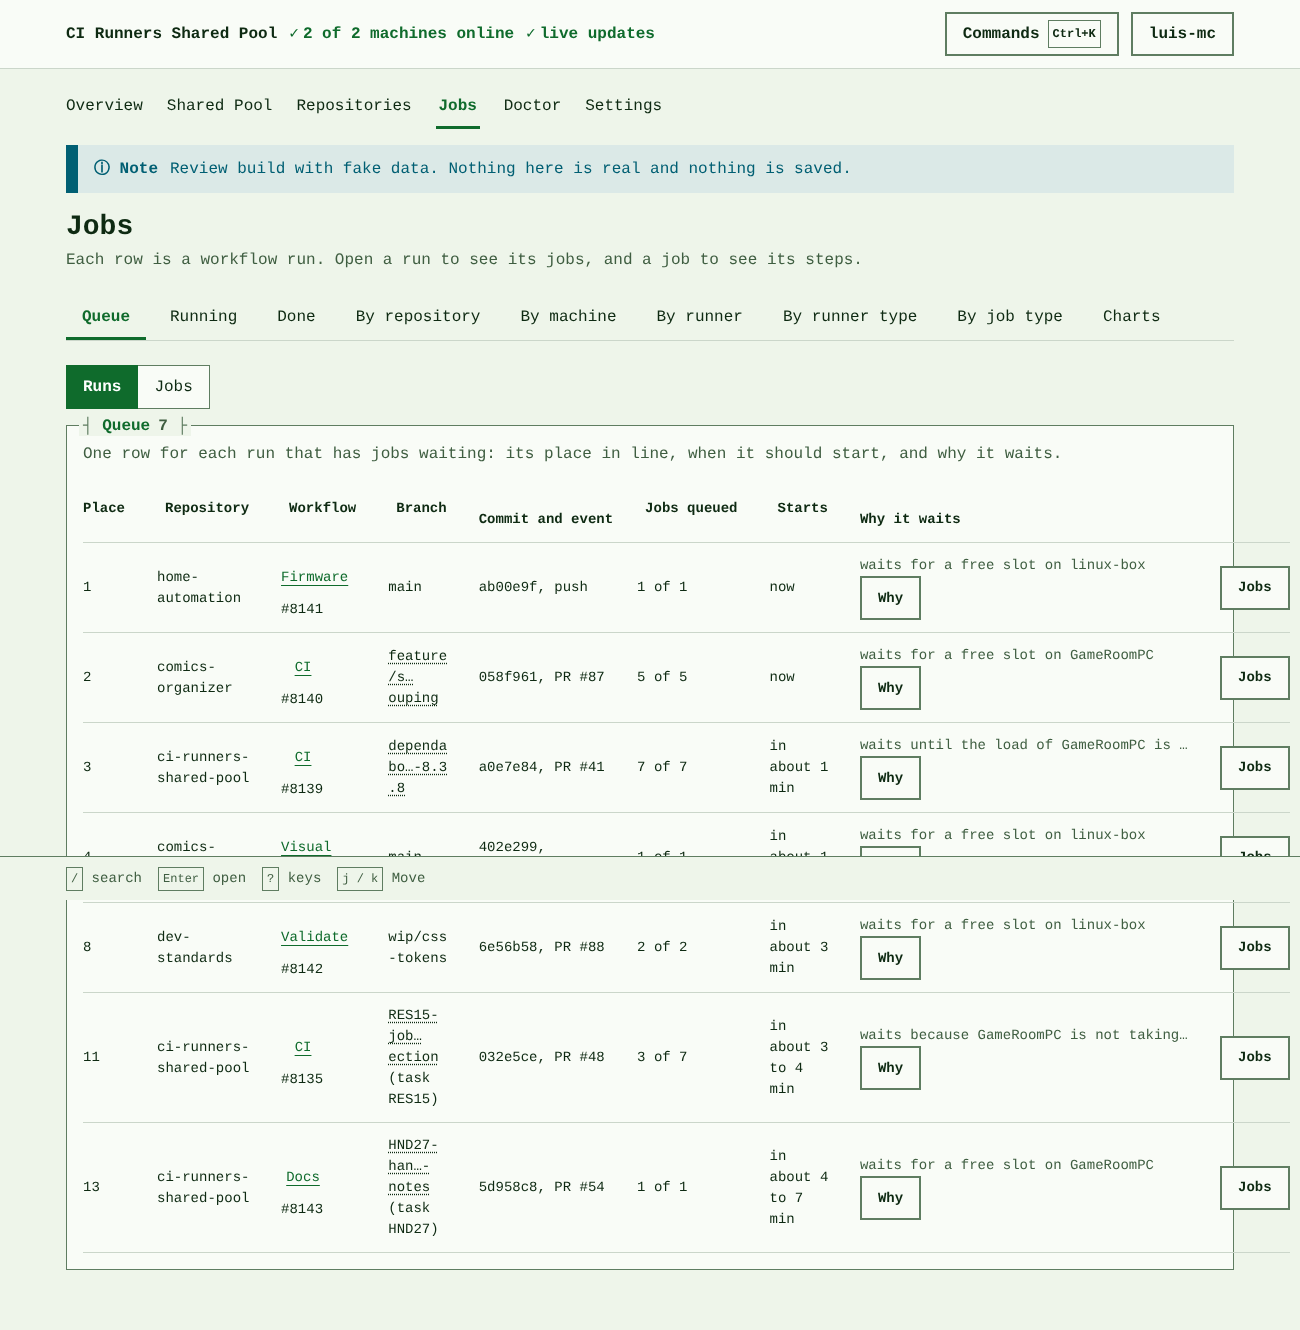 CI Runners Shared Pool ✓ 2 of 2 machines online ✓ live updates Commands Ctrl+K luis-mc
Overview Shared Pool Repositories Jobs Doctor Settings
ⓘ Note Review build with fake data. Nothing here is real and nothing is saved.
Jobs
Each row is a workflow run. Open a run to see its jobs, and a job to see its steps.
Queue Running Done By repository By machine By runner By runner type By job type Charts
Runs Jobs
┤ Queue 7 ├
One row for each run that has jobs waiting: its place in line, when it should start, and why it waits.
Place Repository Workflow Branch Commit and event Jobs queued Starts Why it waits
1
home-
automation
Firmware
#8141
main
ab00e9f, push
1 of 1
now
waits for a free slot on linux-box
Why
Jobs
2
comics-
organizer
CI
#8140
feature
/s…
ouping
058f961, PR #87
5 of 5
now
waits for a free slot on GameRoomPC
Why
Jobs
3
ci-runners-
shared-pool
CI
#8139
dependa
bo…-8.3
.8
a0e7e84, PR #41
7 of 7
in
about 1
min
waits until the load of GameRoomPC is …
Why
Jobs
comics-
Visual
402e299,
in
waits for a free slot on linux-box
/ search Enter open ? keys j / k Move
8
dev-
standards
Validate
#8142
wip/css
-tokens
6e56b58, PR #88
2 of 2
in
about 3
min
waits for a free slot on linux-box
Why
Jobs
11
ci-runners-
shared-pool
CI
#8135
RES15-
job…
ection
(task
RES15)
032e5ce, PR #48
3 of 7
in
about 3
to 4
min
waits because GameRoomPC is not taking…
Why
Jobs
13
ci-runners-
shared-pool
Docs
#8143
HND27-
han…-
notes
(task
HND27)
5d958c8, PR #54
1 of 1
in
about 4
to 7
min
waits for a free slot on GameRoomPC
Why
Jobs